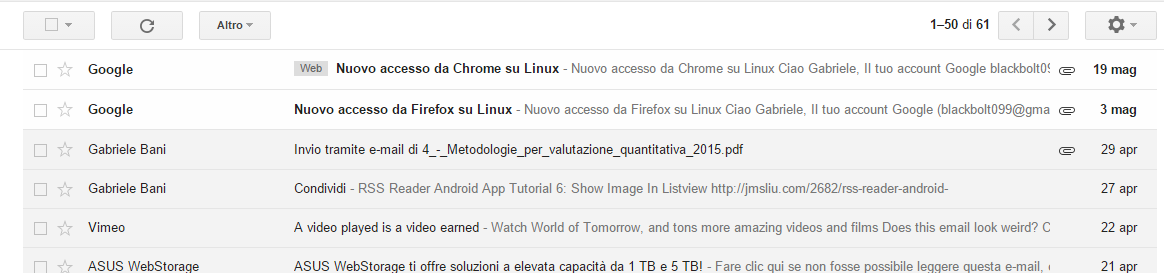 Altro 1–50 di 61
Google Web Nuovo accesso da Chrome su Linux - Nuovo accesso da Chrome su Linux Ciao Gabriele, Il tuo account Google blackbolt09 19 mag
Google Nuovo accesso da Firefox su Linux - Nuovo accesso da Firefox su Linux Ciao Gabriele, Il tuo account Google (blackbolt099@gma 3 mag
Gabriele Bani Invio tramite e-mail di 4_-_Metodologie_per_valutazione_quantitativa_2015.pdf 29 apr
Gabriele Bani Condividi - RSS Reader Android App Tutorial 6: Show Image In Listview http://jmsliu.com/2682/rss-reader-android- 27 apr
Vimeo A video played is a video earned - Watch World of Tomorrow, and tons more amazing videos and films Does this email look weird? C 22 apr
ASUS WebStorage ASUS WebStorage ti offre soluzioni a elevata capacità da 1 TB e 5 TB! - Fare clic qui se non fosse possibile leggere questa e-mail, 21 apr